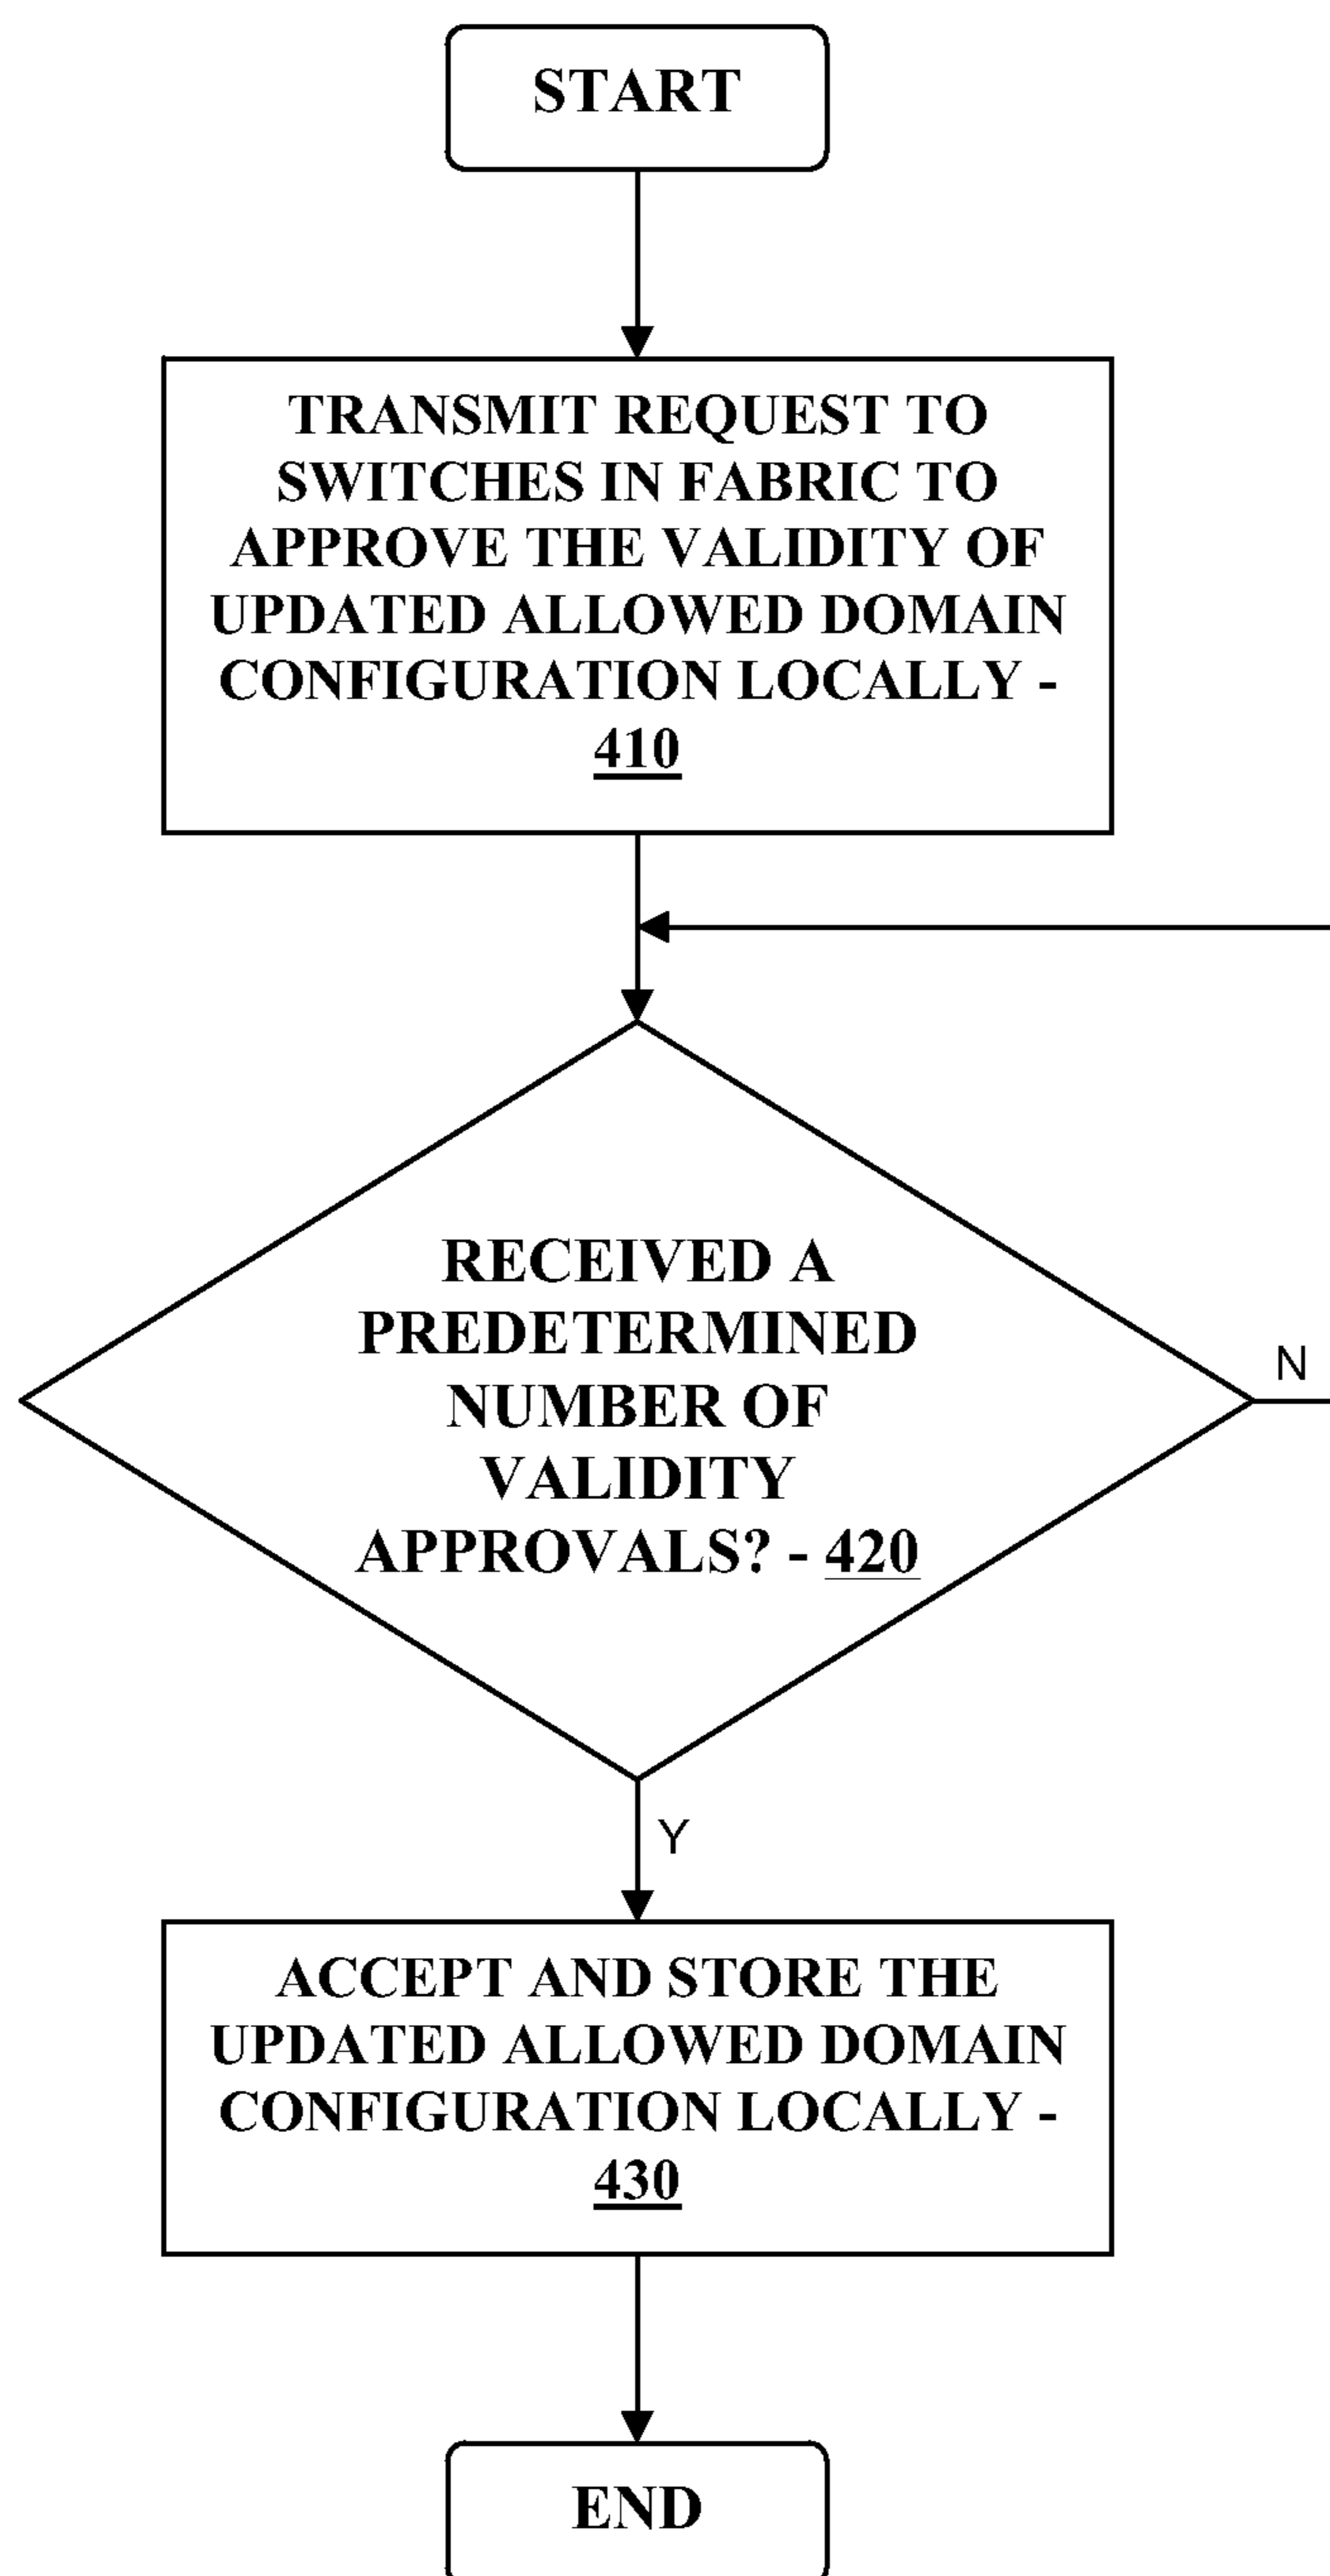 START
TRANSMIT REQUEST TO
SWITCHES IN FABRIC TO
APPROVE THE VALIDITY OF
UPDATED ALLOWED DOMAIN
CONFIGURATION LOCALLY -
410
RECEIVED A
PREDETERMINED
NUMBER OF
VALIDITY
APPROVALS? - 420
N
Y
ACCEPT AND STORE THE
UPDATED ALLOWED DOMAIN
CONFIGURATION LOCALLY -
430
END